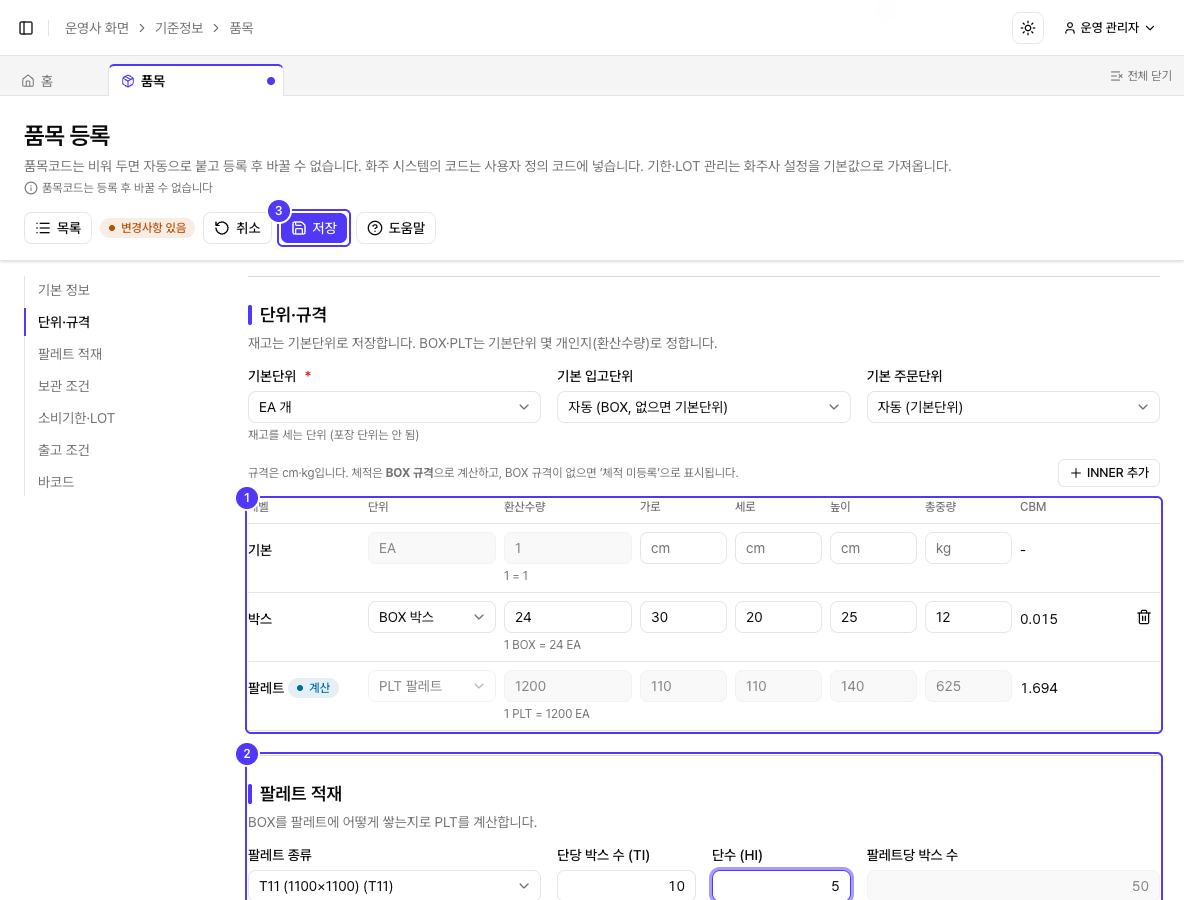 운영사 화면 > 기준정보 > 품목
운영 관리자
홈
품목
전체 닫기
품목 등록
품목코드는 비워 두면 자동으로 붙고 등록 후 바꿀 수 없습니다. 화주 시스템의 코드는 사용자 정의 코드에 넣습니다. 기한·LOT 관리는 화주사 설정을 기본값으로 가져옵니다.
품목코드는 등록 후 바꿀 수 없습니다
목록
변경사항 있음
취소
3
저장
도움말
기본 정보
단위·규격
팔레트 적재
보관 조건
소비기한·LOT
출고 조건
바코드
단위·규격
재고는 기본단위로 저장합니다. BOX·PLT는 기본단위 몇 개인지(환산수량)로 정합니다.
기본단위 * 기본 입고단위 기본 주문단위
EA 개 자동 (BOX, 없으면 기본단위) 자동 (기본단위)
재고를 세는 단위 (포장 단위는 안 됨)
규격은 cm·kg입니다. 체적은 BOX 규격으로 계산하고, BOX 규격이 없으면 '체적 미등록'으로 표시됩니다.
INNER 추가
1
단위 환산수량 가로 세로 높이 총중량 CBM
기본 EA 1 cm cm cm kg -
1 = 1
박스 BOX 박스 24 30 20 25 12 0.015
1 BOX = 24 EA
팔레트 계산 PLT 팔레트 1200 110 110 140 625 1.694
1 PLT = 1200 EA
2
팔레트 적재
BOX를 팔레트에 어떻게 쌓는지로 PLT를 계산합니다.
팔레트 종류 단당 박스 수 (TI) 단수 (HI) 팔레트당 박스 수
T11 (1100×1100) (T11) 10 5 50